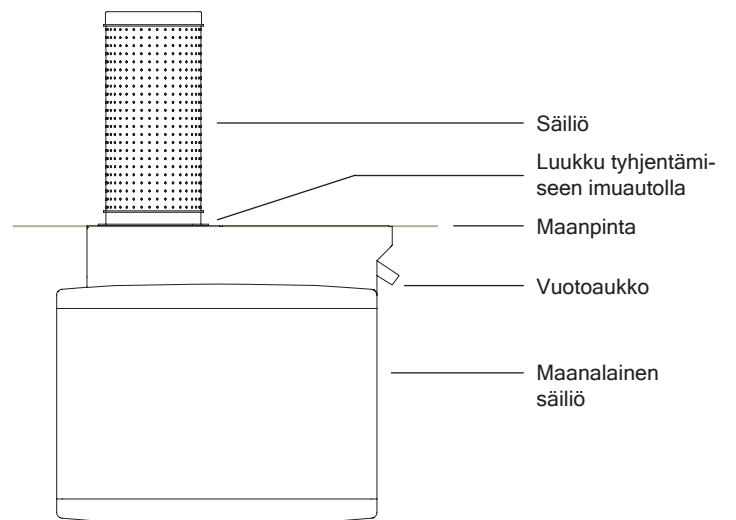 Säiliö
Luukku tyhjentämi-
seen imuautolla
Maanpinta
Vuotoaukko
Maanalainen
säiliö